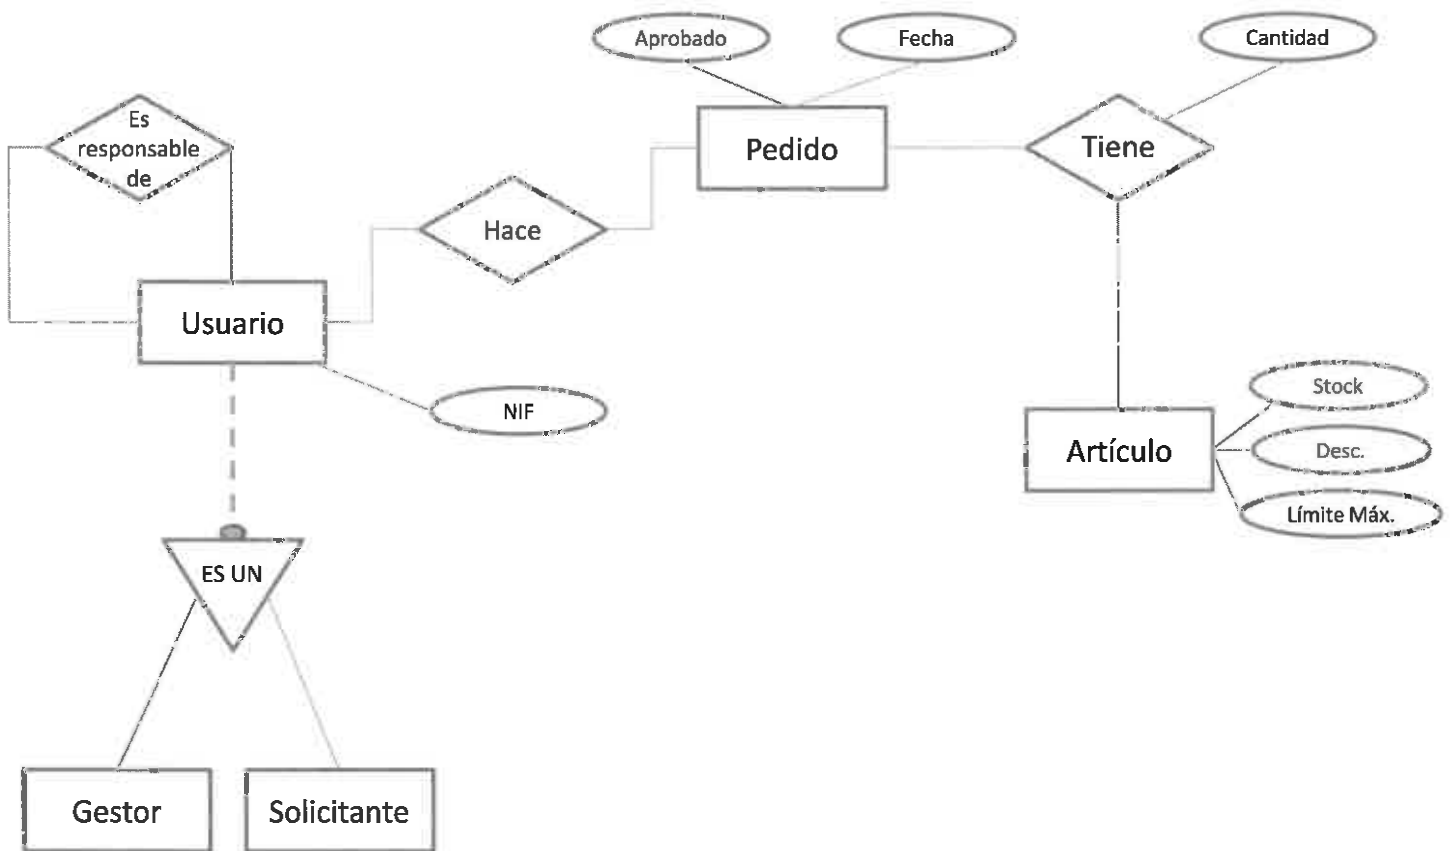 Aprobado
Fecha
Cantidad
Es
responsable
de
Pedido
Tiene
Hace
Usuario
NIF
Stock
Artículo
Desc.
Límite Máx.
ES UN
Gestor
Solicitante